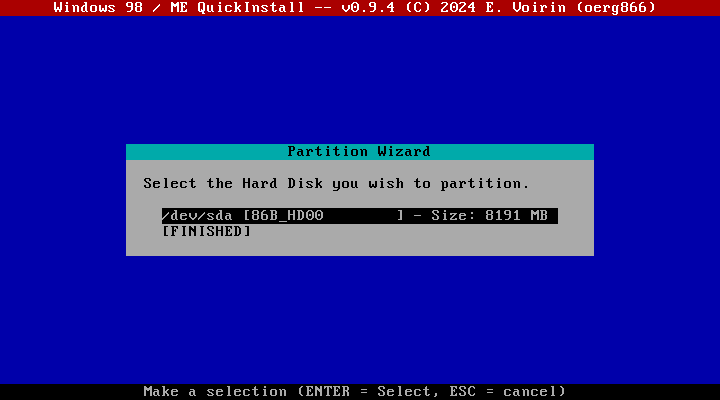 Windows 98 / ME QuickInstall -- v0.9.4 (C) 2024 E. Voirin (oerg866)
Partition Wizard
Select the Hard Disk you wish to partition.
/dev/sda [86B_HD00        ] - Size: 8191 MB
[FINISHED]
Make a selection (ENTER = Select, ESC = cancel)